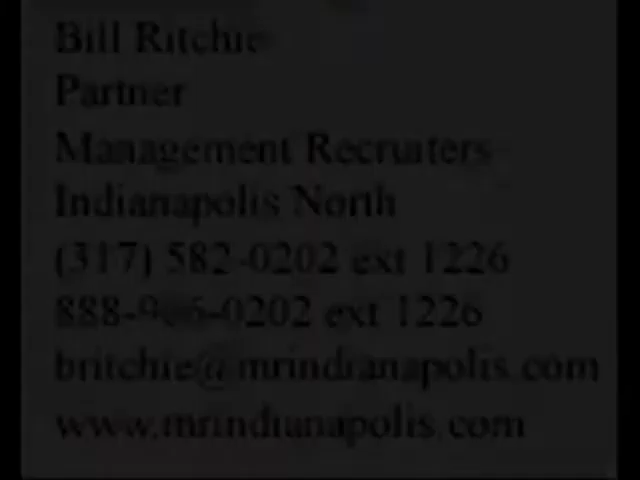 Bill Ritchie
Partner
Management Recruiters
Indianapolis North
(317) 582-0202 ext 1226
ext 1226
britchie@mrindianapolis.com
www.mrindianapolis.com